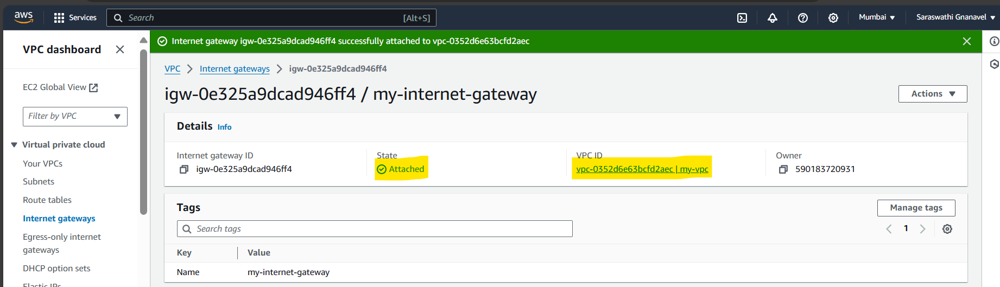 aws Services Search [Alt+S] Mumbai Saraswathi Gnanavel
VPC dashboard
EC2 Global View
Filter by VPC
Virtual private cloud
Your VPCs
Subnets
Route tables
Internet gateways
Egress-only internet
gateways
DHCP option sets
Elastic IPs
Internet gateway igw-0e325a9dcad946ff4 successfully attached to vpc-0352d6e63bcfd2aec
VPC Internet gateways igw-0e325a9dcad946ff4
igw-0e325a9dcad946ff4 / my-internet-gateway
Actions
Details Info
Internet gateway ID
igw-0e325a9dcad946ff4
State
Attached
VPC ID
vpc-0352d6e63bcfd2aec | my-vpc
Owner
590183720931
Tags
Manage tags
Search tags
1
Key Value
Name my-internet-gateway